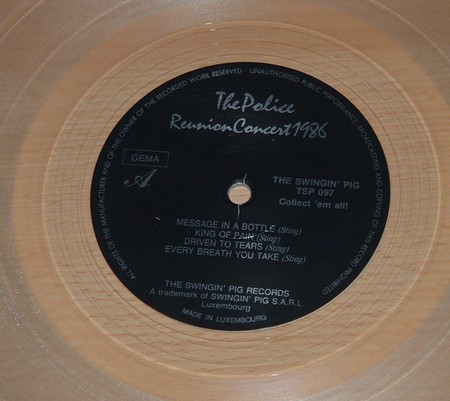 ALL RIGHTS OF THE MANUFACTURER AND OF THE OWNER OF THE RECORDED WORK RESERVED · UNAUTHORISED PUBLIC PERFORMANCE, BROADCASTING AND COPYING OF THIS RECORD PROHIBITED
The Police
Reunion Concert 1986
GEMA
A
THE SWINGIN' PIG
TSP 097
Collect 'em all!
MESSAGE IN A BOTTLE (Sting)
KING OF PAIN (Sting)
DRIVEN TO TEARS (Sting)
EVERY BREATH YOU TAKE (Sting)
THE SWINGIN' PIG RECORDS
A trademark of SWINGIN' PIG S.A.R.L.
Luxembourg
MADE IN LUXEMBOURG